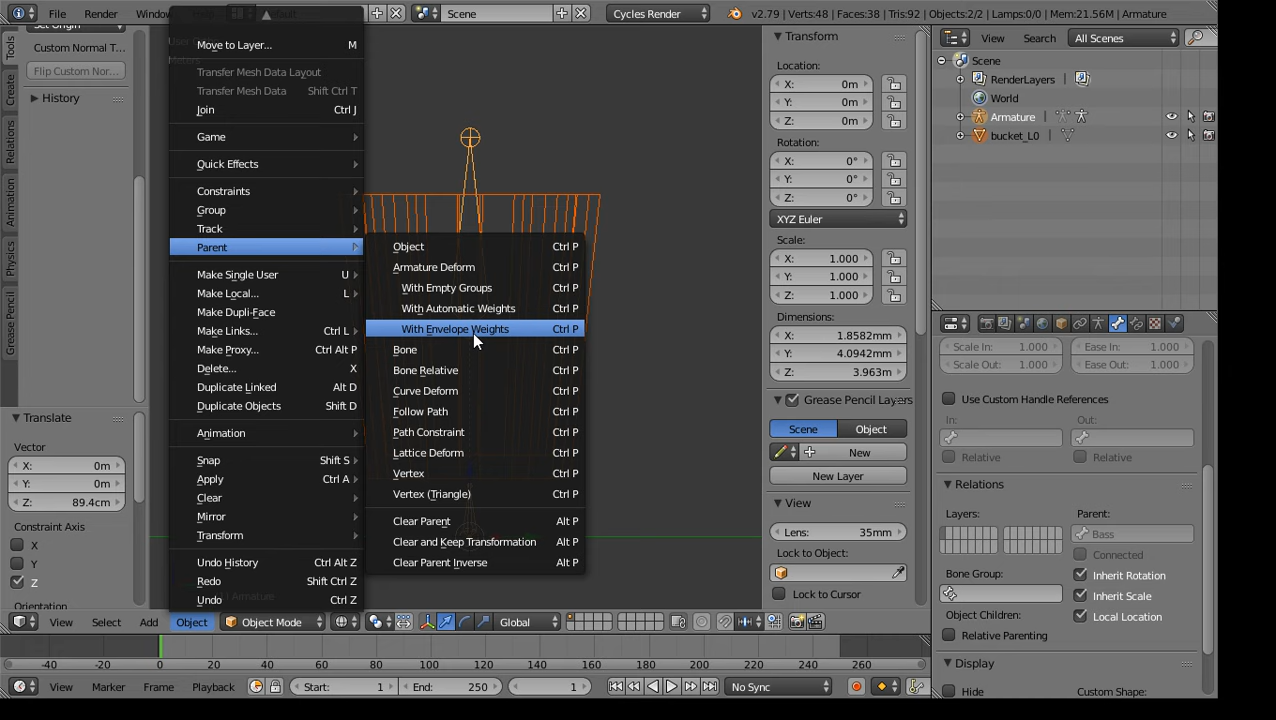 File
Render
Default
Scene
Cycles Render
v2.79 | Verts:48 | Faces:38 | Tris:92 | Objects:2/2 | Lamps:0/0 | Mem:21.56M | Armature
Tools
Create
Relations
Animation
Physics
Grease Pencil
Custom Normal T...
Flip Custom Nor...
History
Translate
Vector
X: 0m
Y: 0m
Z: 89.4cm
Constraint Axis
X
Y
Z
Orientation
Move to Layer... M
Transfer Mesh Data Layout
Transfer Mesh Data Shift Ctrl T
Join Ctrl J
Game
Quick Effects
Constraints
Group
Track
Parent
Make Single User U
Make Local... L
Make Dupli-Face
Make Links... Ctrl L
Make Proxy... Ctrl Alt P
Delete... X
Duplicate Linked Alt D
Duplicate Objects Shift D
Animation
Snap Shift S
Apply Ctrl A
Clear
Mirror
Transform
Undo History Ctrl Alt Z
Redo Shift Ctrl Z
Undo Ctrl Z
Object Ctrl P
Armature Deform Ctrl P
With Empty Groups Ctrl P
With Automatic Weights Ctrl P
With Envelope Weights Ctrl P
Bone Ctrl P
Bone Relative Ctrl P
Curve Deform Ctrl P
Follow Path Ctrl P
Path Constraint Ctrl P
Lattice Deform Ctrl P
Vertex Ctrl P
Vertex (Triangle) Ctrl P
Clear Parent Alt P
Clear and Keep Transformation Alt P
Clear Parent Inverse Alt P
Transform
Location:
X: 0m
Y: 0m
Z: 0m
Rotation:
X: 0°
Y: 0°
Z: 0°
XYZ Euler
Scale:
X: 1.000
Y: 1.000
Z: 1.000
Dimensions:
X: 1.8582mm
Y: 4.0942mm
Z: 3.963m
Grease Pencil Layers
Scene Object
New
New Layer
View
Lens: 35mm
Lock to Object:
Lock to Cursor
View Search All Scenes
Scene
RenderLayers
World
Armature
bucket_L0
Scale In: 1.000 Ease In: 1.000
Scale Out: 1.000 Ease Out: 1.000
Use Custom Handle References
In: Out:
Relative Relative
Relations
Layers: Parent:
Bass
Connected
Bone Group: Inherit Rotation
Inherit Scale
Object Children: Local Location
Relative Parenting
Display
Hide Custom Shape:
View Select Add Object Object Mode Global
-40 -20 0 20 40 60 80 100 120 140 160 180 200 220 240 260
View Marker Frame Playback Start: 1 End: 250 1 No Sync